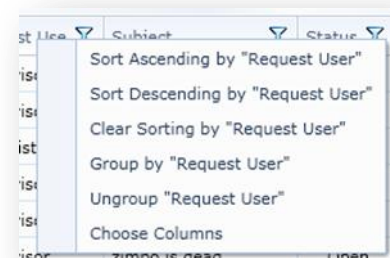 Subject Status
Sort Ascending by "Request User"
Sort Descending by "Request User"
Clear Sorting by "Request User"
Group by "Request User"
Ungroup "Request User"
Choose Columns